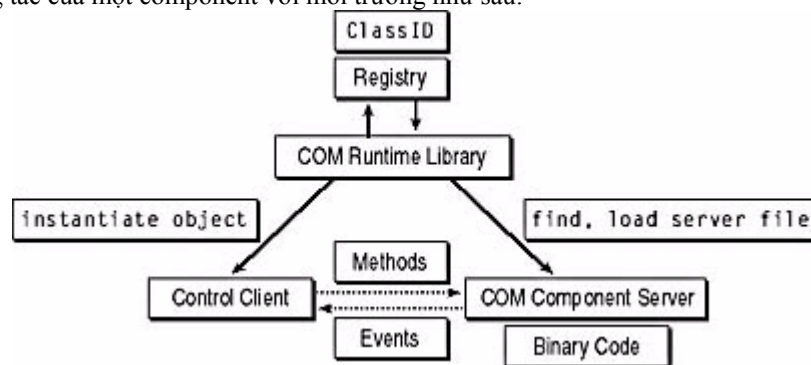 tác của một component với môi trường như sau:
ClassID
Registry
COM Runtime Library
instantiate object
find, load server file
Methods
Control Client
COM Component Server
Events
Binary Code